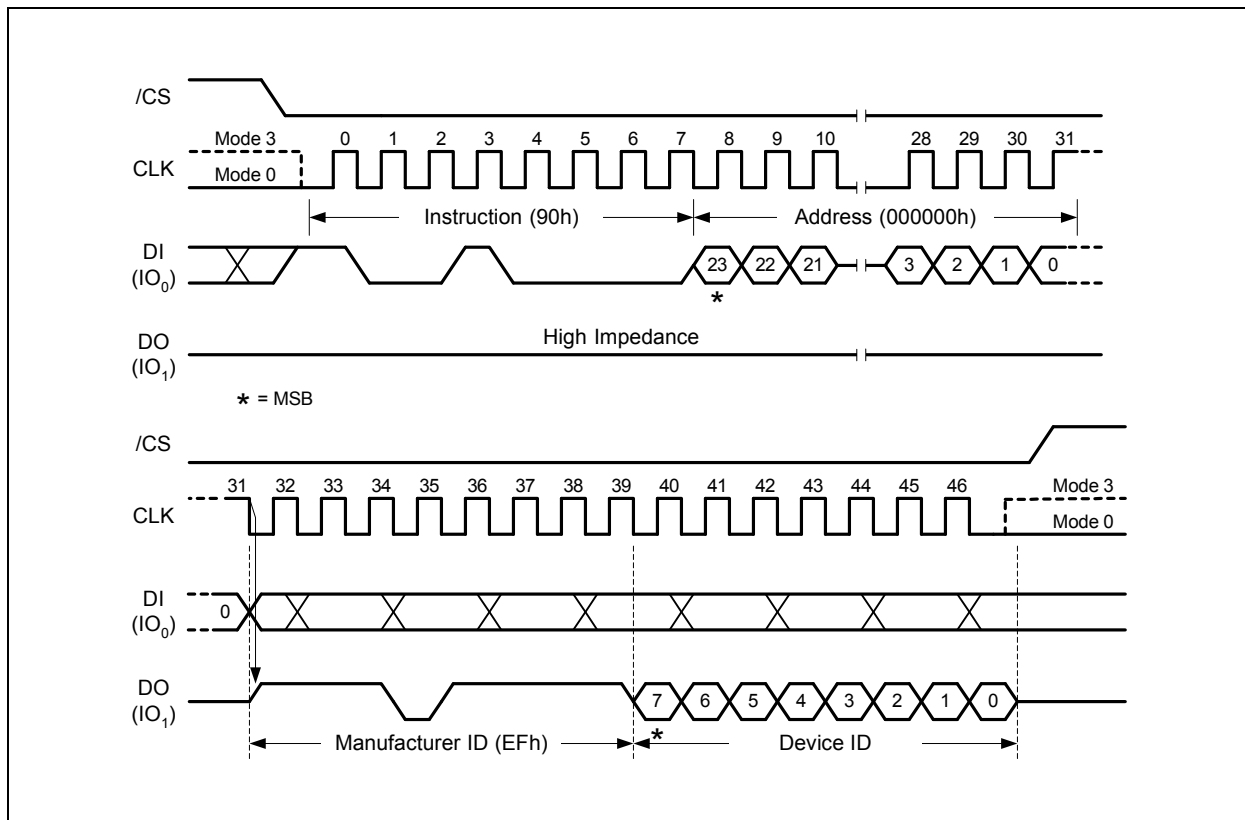 /CS
Mode 3 0 1 2 3 4 5 6 7 8 9 10 28 29 30 31
CLK
Mode 0
Instruction (90h) Address (000000h)
DI
(IO0) 23 22 21 3 2 1 0
*
High Impedance
DO
(IO1)
* = MSB
/CS
31 32 33 34 35 36 37 38 39 40 41 42 43 44 45 46 Mode 3
CLK
Mode 0
DI
(IO0) 0
DO
(IO1) 7 6 5 4 3 2 1 0
*
Manufacturer ID (EFh) Device ID